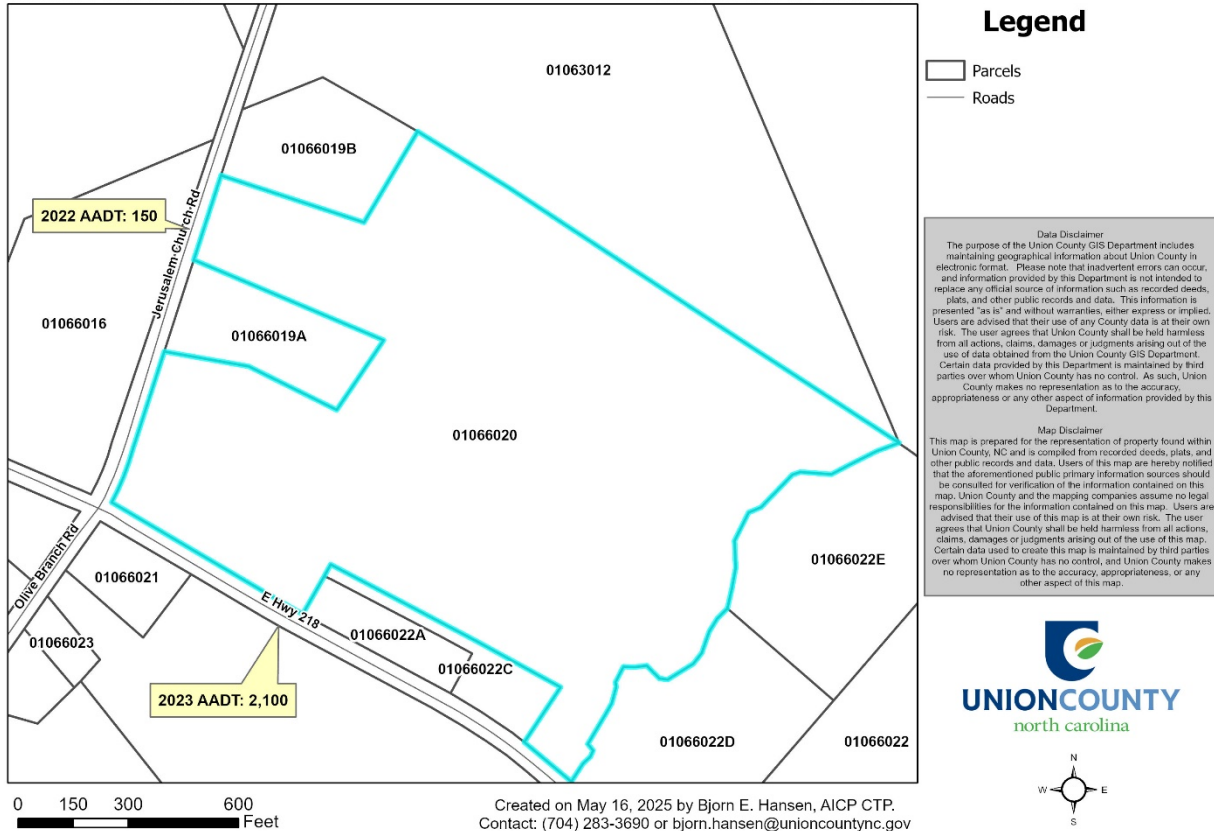 Legend
Parcels
Roads
01063012
01066019B
2022 AADT: 150
Jerusalem Church Rd
01066016
01066019A
01066020
01066022E
Olive Branch Rd
01066021
E Hwy 218
01066022A
01066023
01066022C
2023 AADT: 2,100
01066022D
01066022
Data Disclaimer
The purpose of the Union County GIS Department includes
maintaining geographical information about Union County in
electronic format. Please note that inadvertent errors can occur,
and information provided by this Department is not intended to
replace any official source of information such as recorded deeds,
plats, and other public records and data. This information is
presented "as is" and without warranties, either express or implied.
Users are advised that their use of any County data is at their own
risk. The user agrees that Union County shall be held harmless
from all actions, claims, damages or judgments arising out of the
use of data obtained from the Union County GIS Department.
Certain data provided by this Department is maintained by third
parties over whom Union County has no control. As such, Union
County makes no representation as to the accuracy,
appropriateness or any other aspect of information provided by this
Department.
Map Disclaimer
This map is prepared for the representation of property found within
Union County, NC and is compiled from recorded deeds, plats, and
other public records and data. Users of this map are hereby notified
that the aforementioned public primary information sources should
be consulted for verification of the information contained on this
map. Union County and the mapping companies assume no legal
responsibilities for the information contained on this map. Users are
advised that their use of this map is at their own risk. The user
agrees that Union County shall be held harmless from all actions,
claims, damages or judgments arising out of the use of this map.
Certain data used to create this map is maintained by third parties
over whom Union County has no control, and Union County makes
no representation as to the accuracy, appropriateness, or any
other aspect of this map.
UNIONCOUNTY
north carolina
N
W E
S
0 150 300 600
Feet
Created on May 16, 2025 by Bjorn E. Hansen, AICP CTP.
Contact: (704) 283-3690 or bjorn.hansen@unioncountync.gov